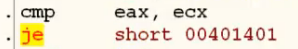 . cmp eax, ecx
. je short 00401401